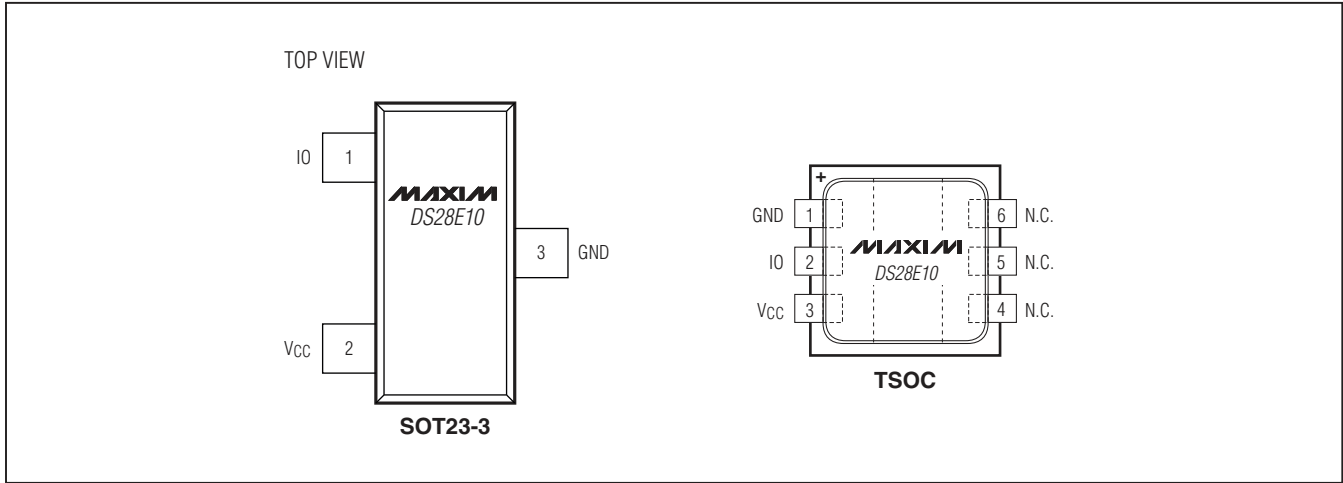 TOP VIEW
IO 1
MAXIM
DS28E10
3 GND
VCC 2
SOT23-3
+
GND 1
6 N.C.
IO 2
MAXIM
DS28E10
5 N.C.
VCC 3
4 N.C.
TSOC